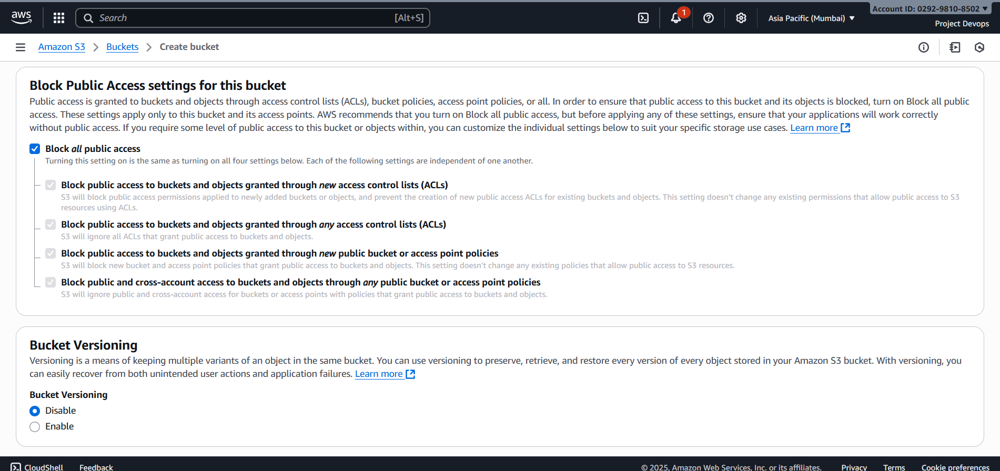 aws
Search
[Alt+S]
1
Asia Pacific (Mumbai)
Account ID: 0292-9810-8502
Project Devops
Amazon S3
Buckets
Create bucket
Block Public Access settings for this bucket
Public access is granted to buckets and objects through access control lists (ACLs), bucket policies, access point policies, or all. In order to ensure that public access to this bucket and its objects is blocked, turn on Block all public
access. These settings apply only to this bucket and its access points. AWS recommends that you turn on Block all public access, but before applying any of these settings, ensure that your applications will work correctly
without public access. If you require some level of public access to this bucket or objects within, you can customize the individual settings below to suit your specific storage use cases. Learn more
Block all public access
Turning this setting on is the same as turning on all four settings below. Each of the following settings are independent of one another.
Block public access to buckets and objects granted through new access control lists (ACLs)
S3 will block public access permissions applied to newly added buckets or objects, and prevent the creation of new public access ACLs for existing buckets and objects. This setting doesn't change any existing permissions that allow public access to S3
resources using ACLs.
Block public access to buckets and objects granted through any access control lists (ACLs)
S3 will ignore all ACLs that grant public access to buckets and objects.
Block public access to buckets and objects granted through new public bucket or access point policies
S3 will block new bucket and access point policies that grant public access to buckets and objects. This setting doesn't change any existing policies that allow public access to S3 resources.
Block public and cross-account access to buckets and objects through any public bucket or access point policies
S3 will ignore public and cross-account access for buckets or access points with policies that grant public access to buckets and objects.
Bucket Versioning
Versioning is a means of keeping multiple variants of an object in the same bucket. You can use versioning to preserve, retrieve, and restore every version of every object stored in your Amazon S3 bucket. With versioning, you
can easily recover from both unintended user actions and application failures. Learn more
Bucket Versioning
Disable
Enable
CloudShell
Feedback
© 2025, Amazon Web Services, Inc. or its affiliates.
Privacy
Terms
Cookie preferences